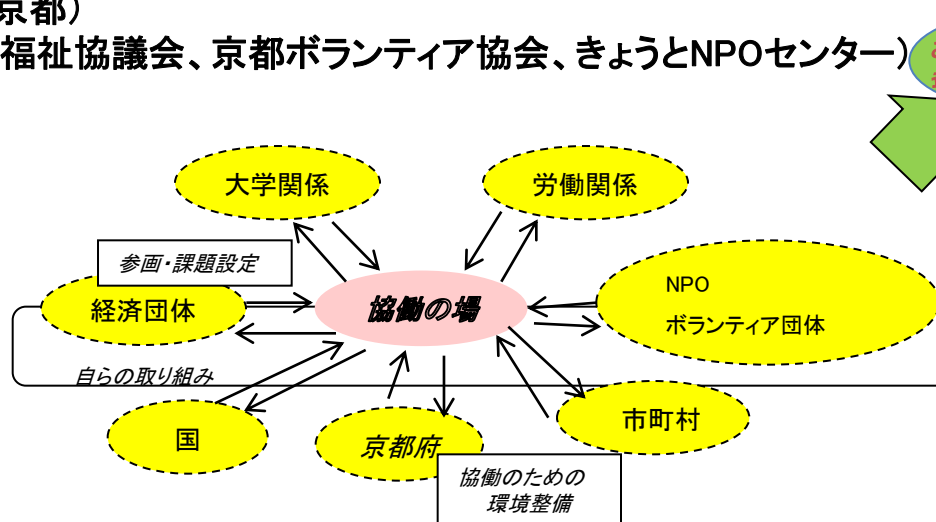 京都）
福祉協議会、京都ボランティア協会、きょうとNPOセンター）
大学関係
労働関係
参画・課題設定
経済団体
協働の場
NPO
ボランティア団体
自らの取り組み
国
京都府
市町村
協働のための
環境整備